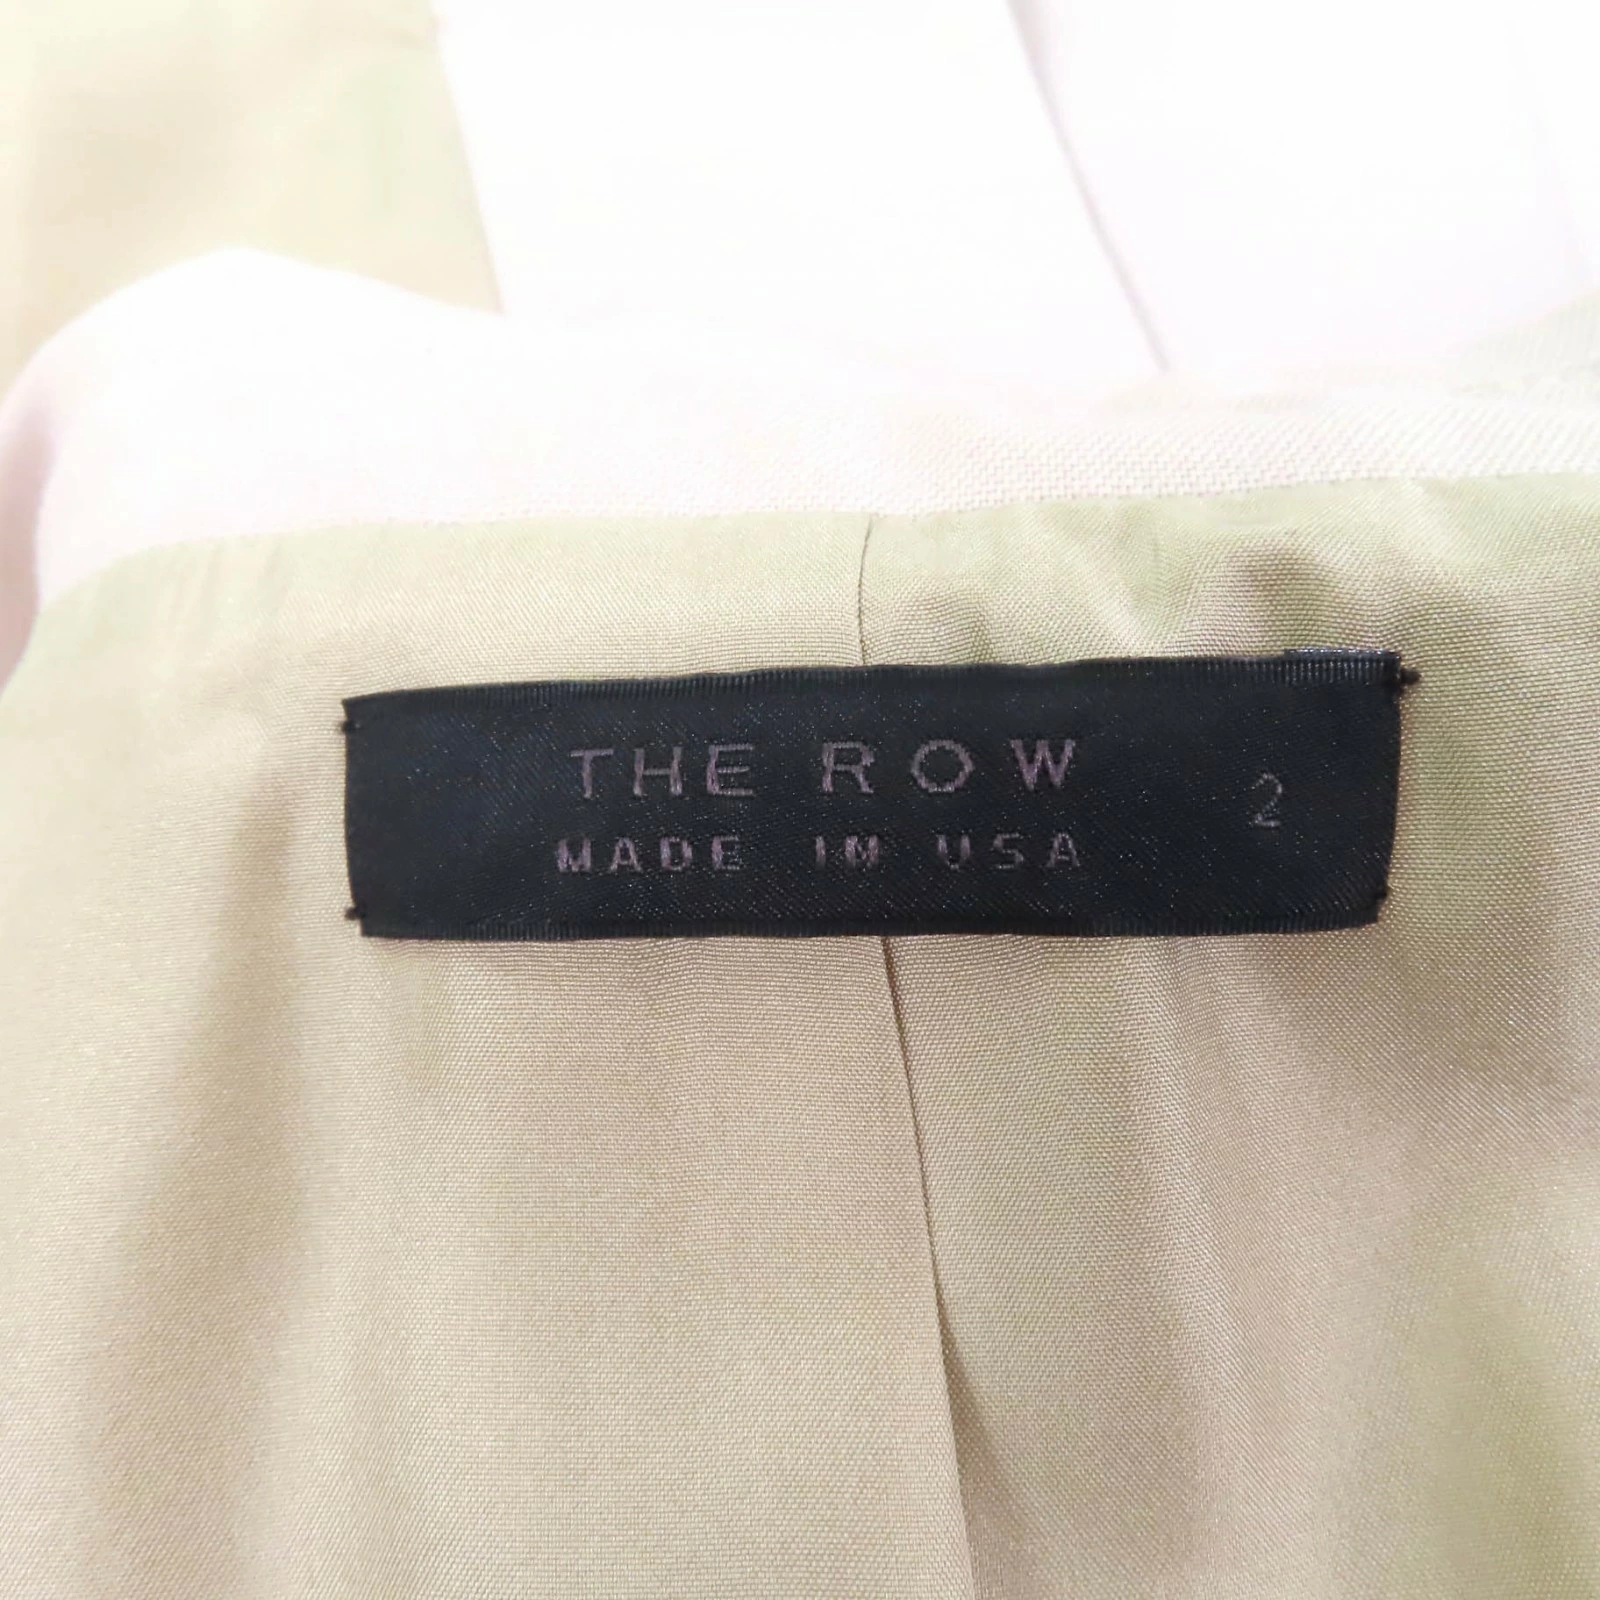 THE ROW
2
MADE IN USA